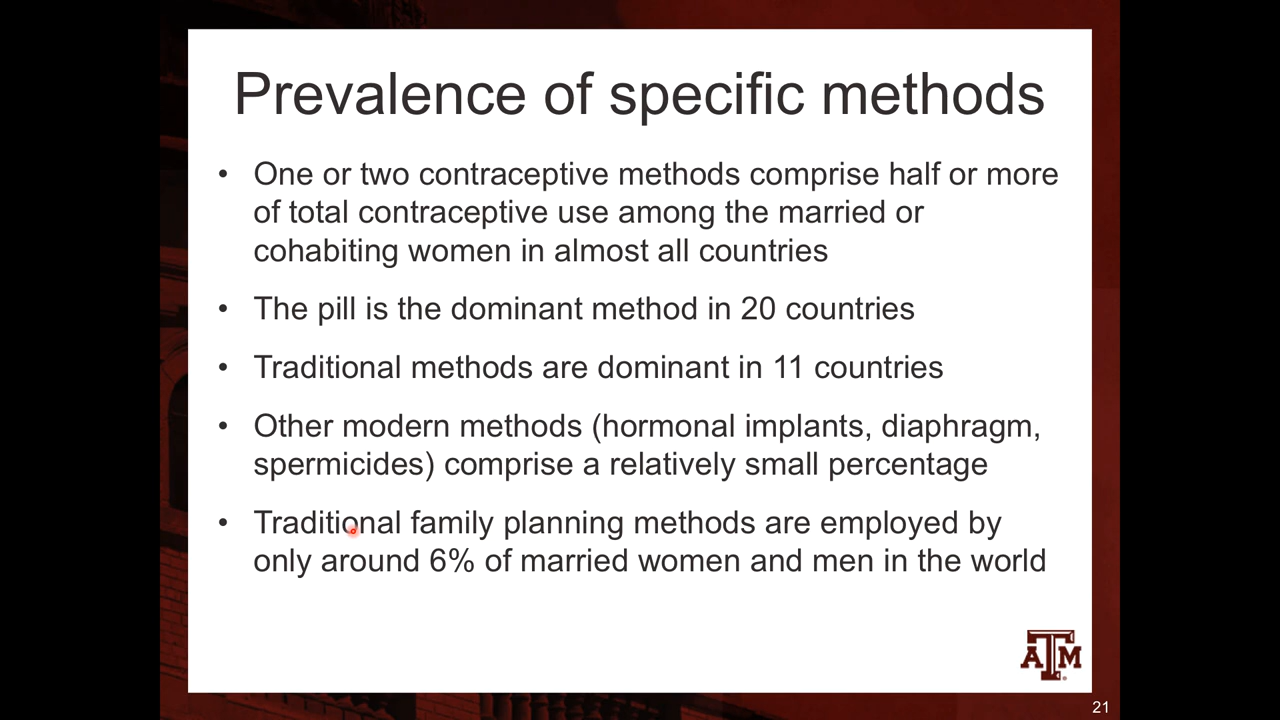 Prevalence of specific methods
• One or two contraceptive methods comprise half or more
of total contraceptive use among the married or
cohabiting women in almost all countries
• The pill is the dominant method in 20 countries
• Traditional methods are dominant in 11 countries
• Other modern methods (hormonal implants, diaphragm,
spermicides) comprise a relatively small percentage
• Traditional family planning methods are employed by
only around 6% of married women and men in the world
ATM
21